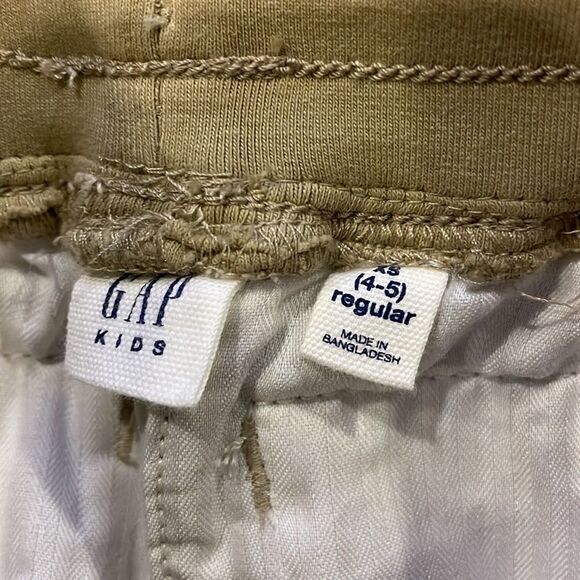 GAP
KIDS
xs
(4-5)
regular
MADE IN
BANGLADESH